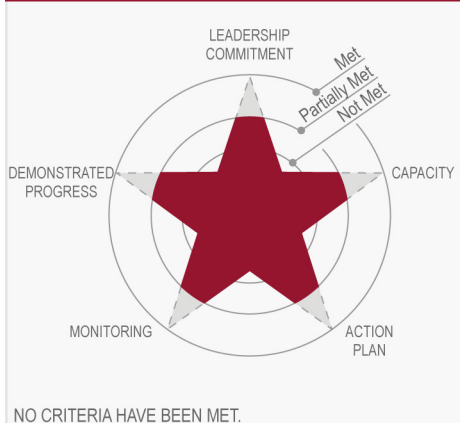 LEADERSHIP
COMMITMENT
Met
Partially Met
Not Met
DEMONSTRATED
PROGRESS
CAPACITY
MONITORING
ACTION
PLAN
NO CRITERIA HAVE BEEN MET.